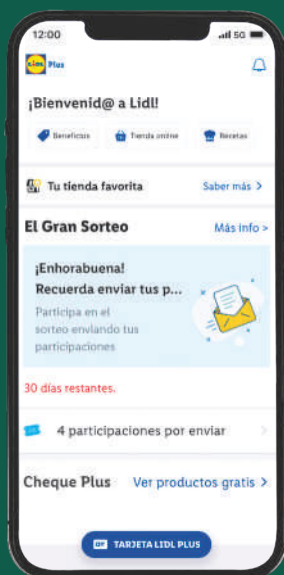 12:00
5G
LiDL Plus
¡Bienvenid@ a Lidl!
Beneficios Tienda online Recetas
Tu tienda favorita Saber más >
El Gran Sorteo Más info >
¡Enhorabuena!
Recuerda enviar tus p...
Participa en el
sorteo enviando tus
participaciones
30 días restantes.
4 participaciones por enviar >
Cheque Plus Ver productos gratis >
TARJETA LIDL PLUS